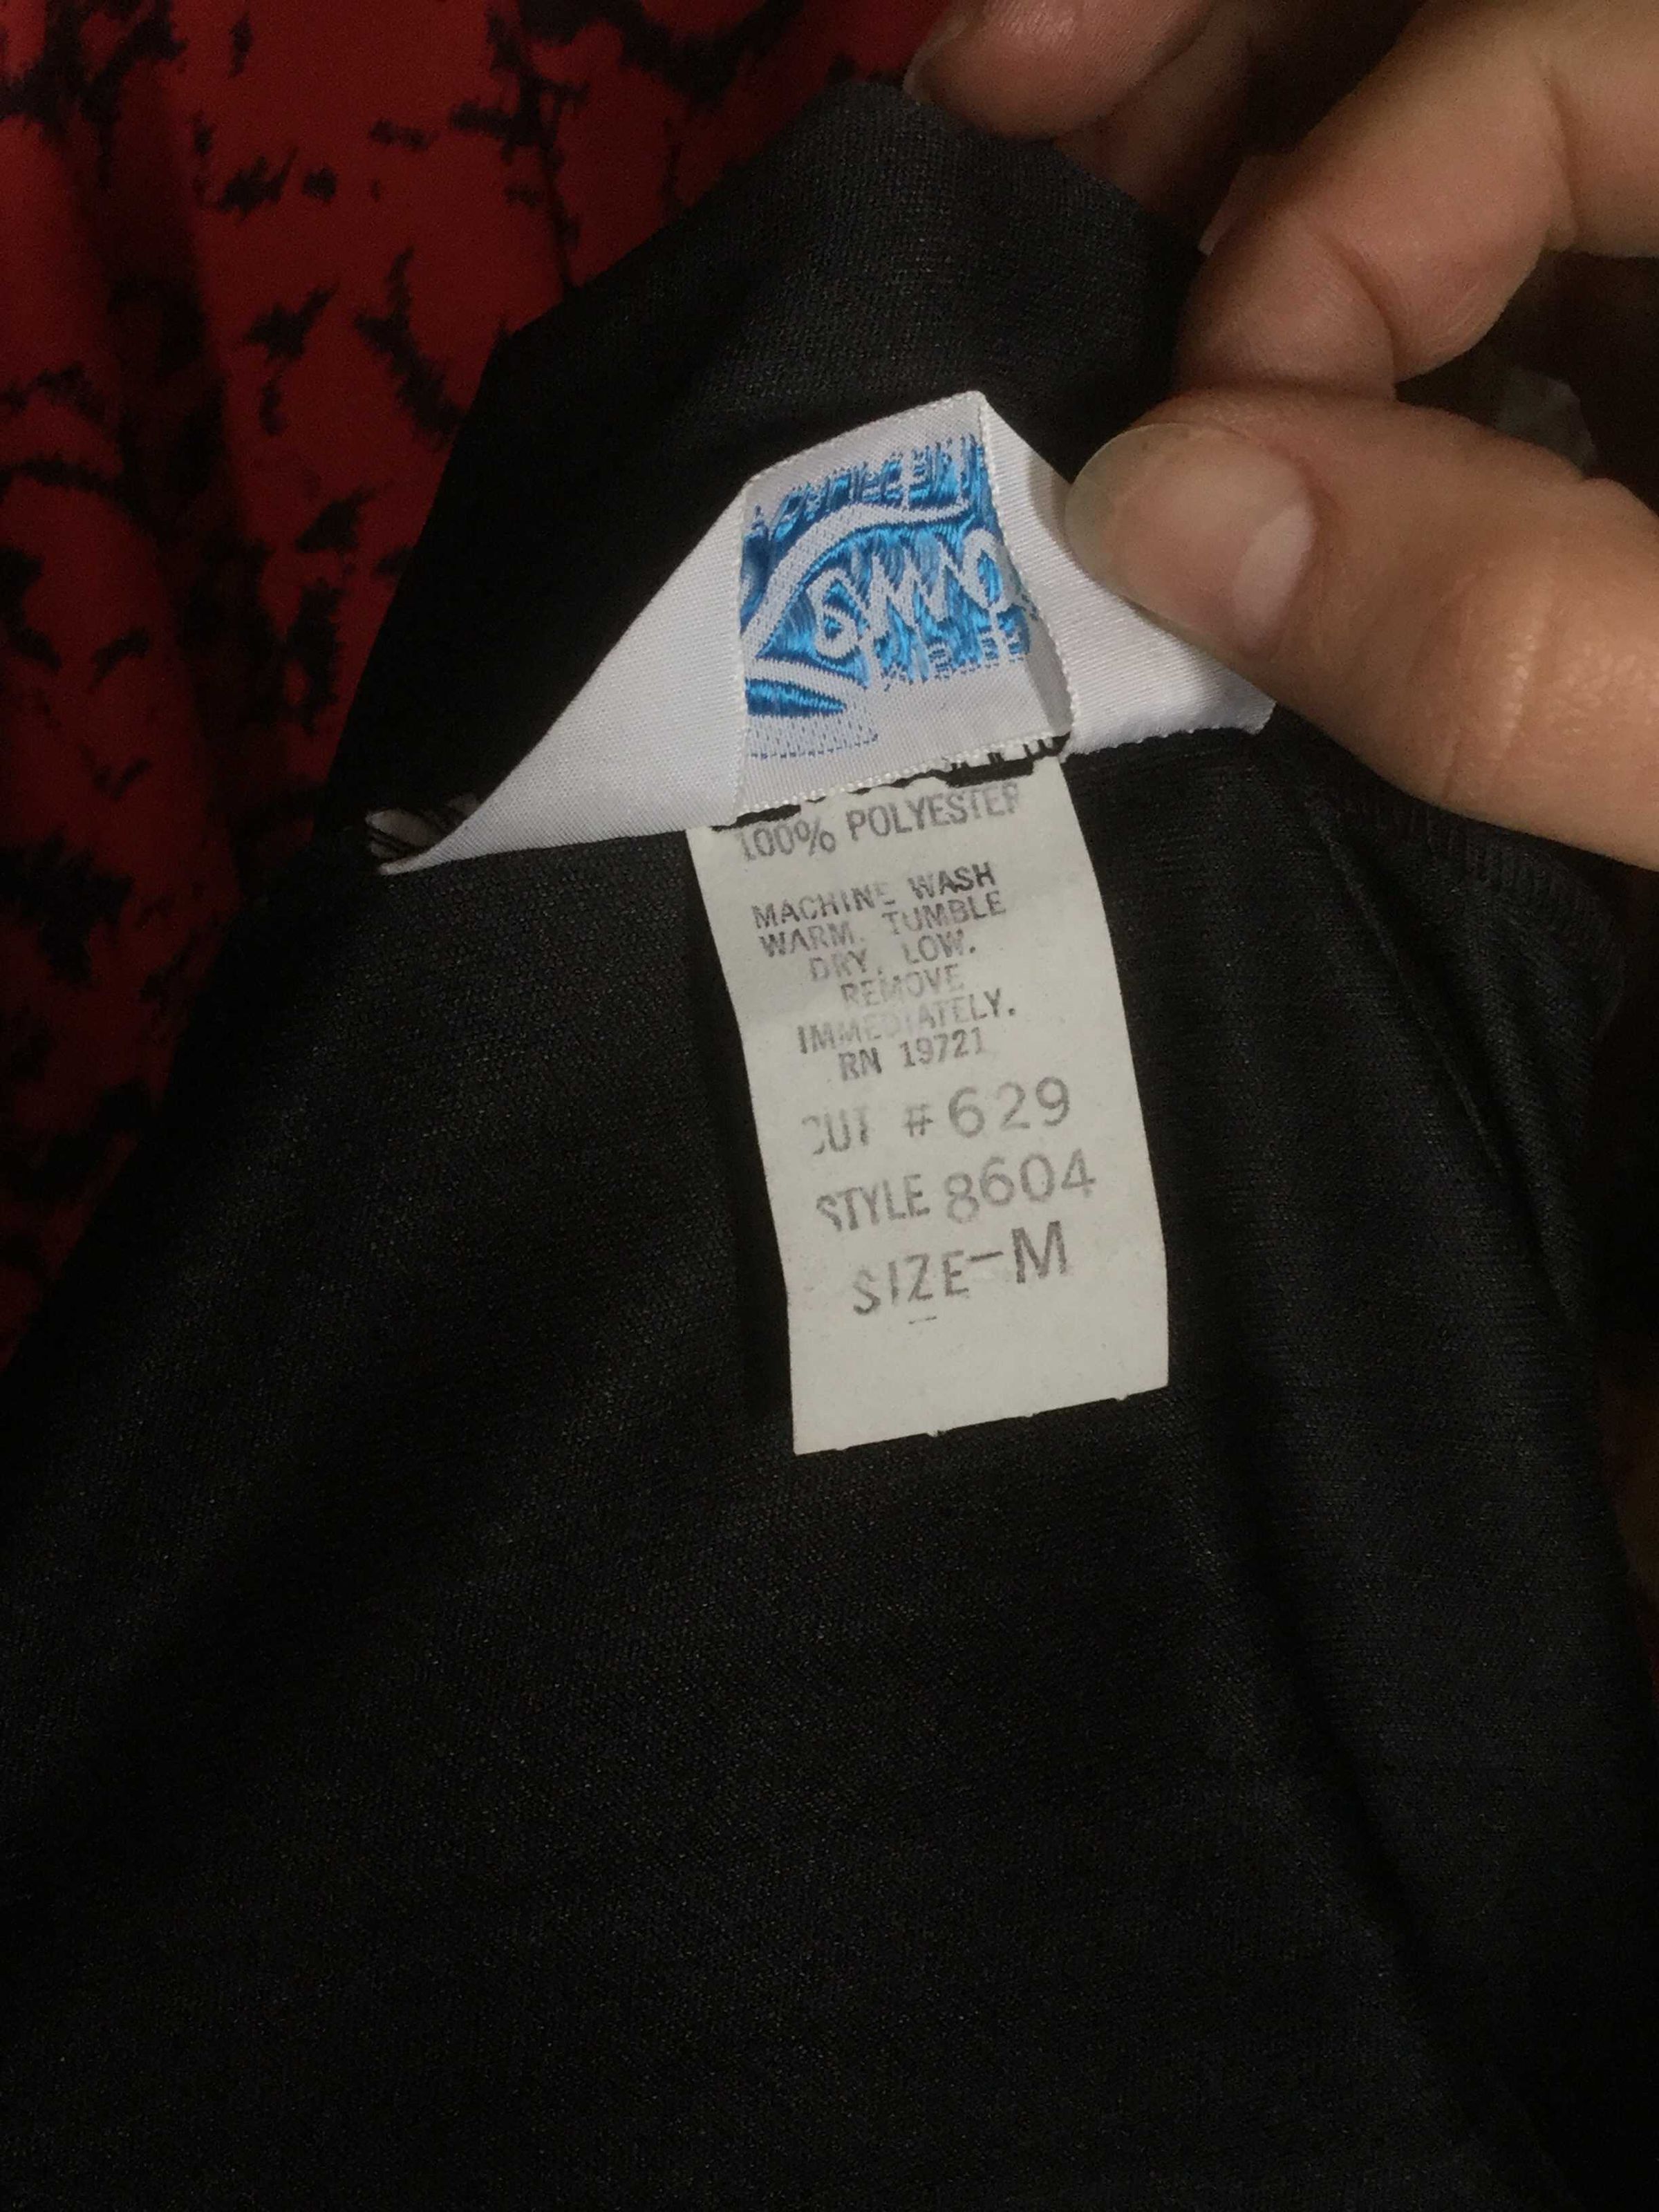 100% POLYESTER
MACHINE WASH
WARM. TUMBLE
DRY, LOW.
REMOVE
IMMEDIATELY.
RN 19721
CUT # 629
STYLE 8604
SIZE-M